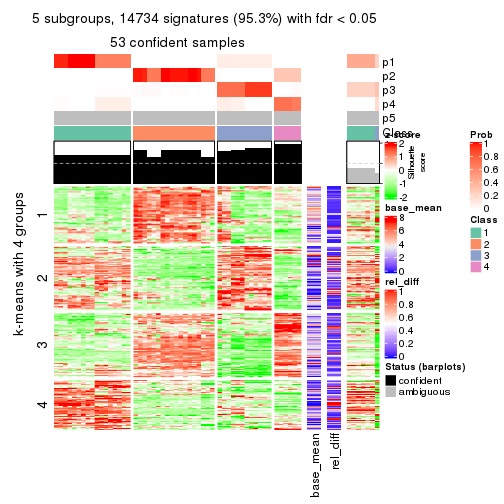 5 subgroups, 14734 signatures (95.3%) with fdr < 0.05
53 confident samples
p1
p2
p3
p4
p5
Class
z-score
2
1
0
-1
-2
Silhouette
score
Prob
1
0.8
0.6
0.4
0.2
0
base_mean
8
6
4
2
0
Class
1
2
3
4
rel_diff
1
0.8
0.6
0.4
0.2
0
Status (barplots)
confident
ambiguous
k-means with 4 groups
1
2
3
4
base_mean
rel_diff